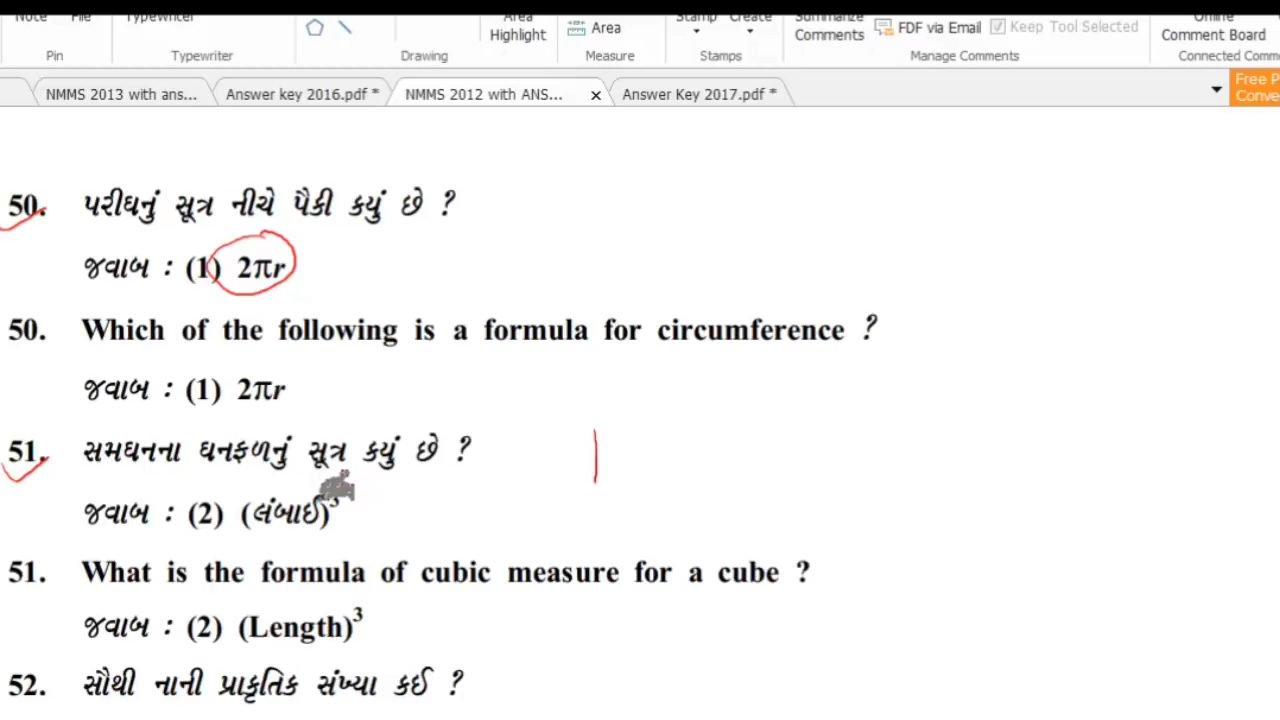 Note File Typewriter Area Stamp Create Summarize Online
Highlight Area Comments FDF via Email Keep Tool Selected Comment Board
Pin Typewriter Drawing Measure Stamps Manage Comments Connected
NMMS 2013 with ans... Answer key 2016.pdf * NMMS 2012 with ANS... x Answer Key 2017.pdf * Free
50. પરીઘનું સૂત્ર નીચે પૈકી કયું છે ?
જવાબ : (1) 2πr
50. Which of the following is a formula for circumference ?
જવાબ : (1) 2πr
51. સમઘનના ઘનફળનું સૂત્ર કયું છે ?
જવાબ : (2) (લંબાઈ)³
51. What is the formula of cubic measure for a cube ?
જવાબ : (2) (Length)³
52. સૌથી નાની પ્રાકૃતિક સંખ્યા કઈ ?